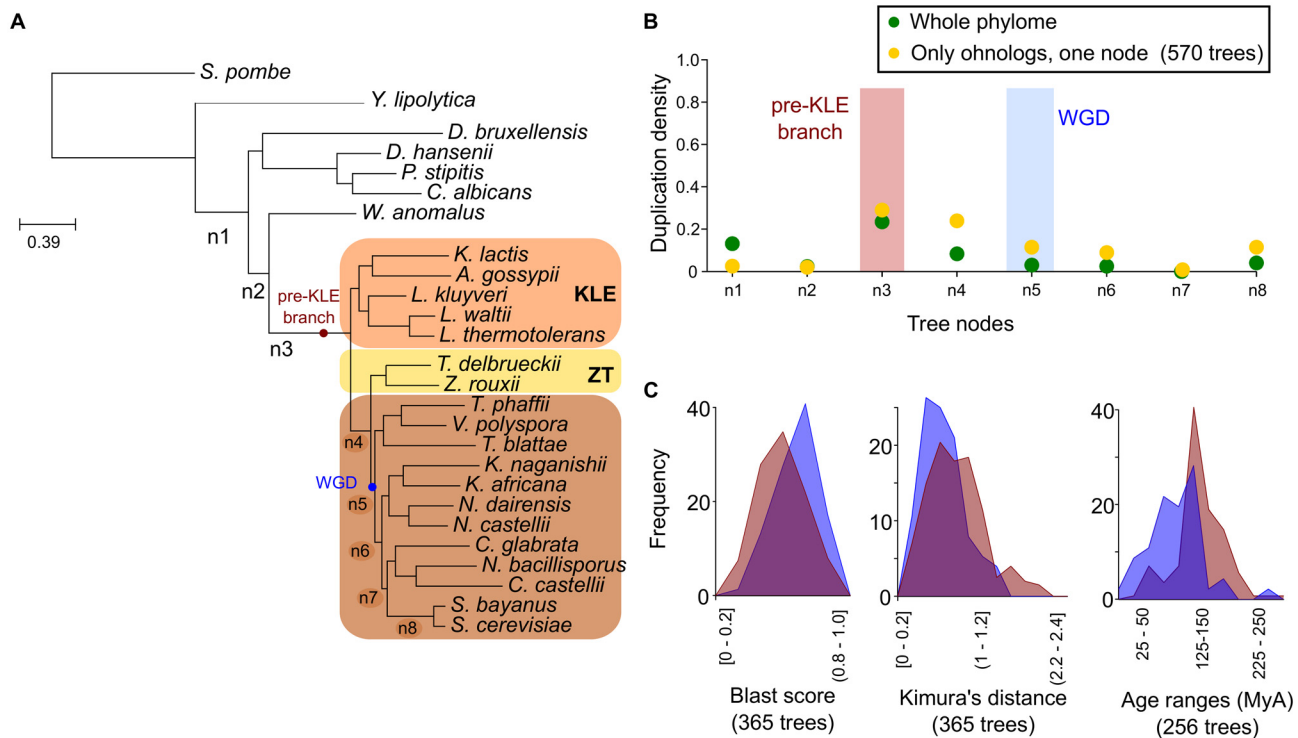 A
S. pombe
Y. lipolytica
D. bruxellensis
D. hansenii
P. stipitis
C. albicans
W. anomalus
0.39
n1
n2
n3
pre-KLE
branch
K. lactis
A. gossypii
L. kluyveri
L. waltii
L. thermotolerans
KLE
T. delbrueckii
Z. rouxii
ZT
T. phaffii
V. polyspora
T. blattae
K. naganishii
K. africana
N. dairensis
N. castellii
C. glabrata
N. bacillisporus
C. castellii
S. bayanus
S. cerevisiae
n4
WGD
n5
n6
n7
n8
B
Whole phylome
Only ohnologs, one node (570 trees)
Duplication density
1.0
0.8
0.6
0.4
0.2
0
pre-KLE
branch
WGD
n1 n2 n3 n4 n5 n6 n7 n8
Tree nodes
C
Frequency
40
20
0
[0 - 0.2]
(0.8 - 1.0]
Blast score
(365 trees)
20
10
0
[0 - 0.2]
(1 - 1.2]
(2.2 - 2.4]
Kimura's distance
(365 trees)
40
20
0
25 - 50
125-150
225 - 250
Age ranges (MyA)
(256 trees)